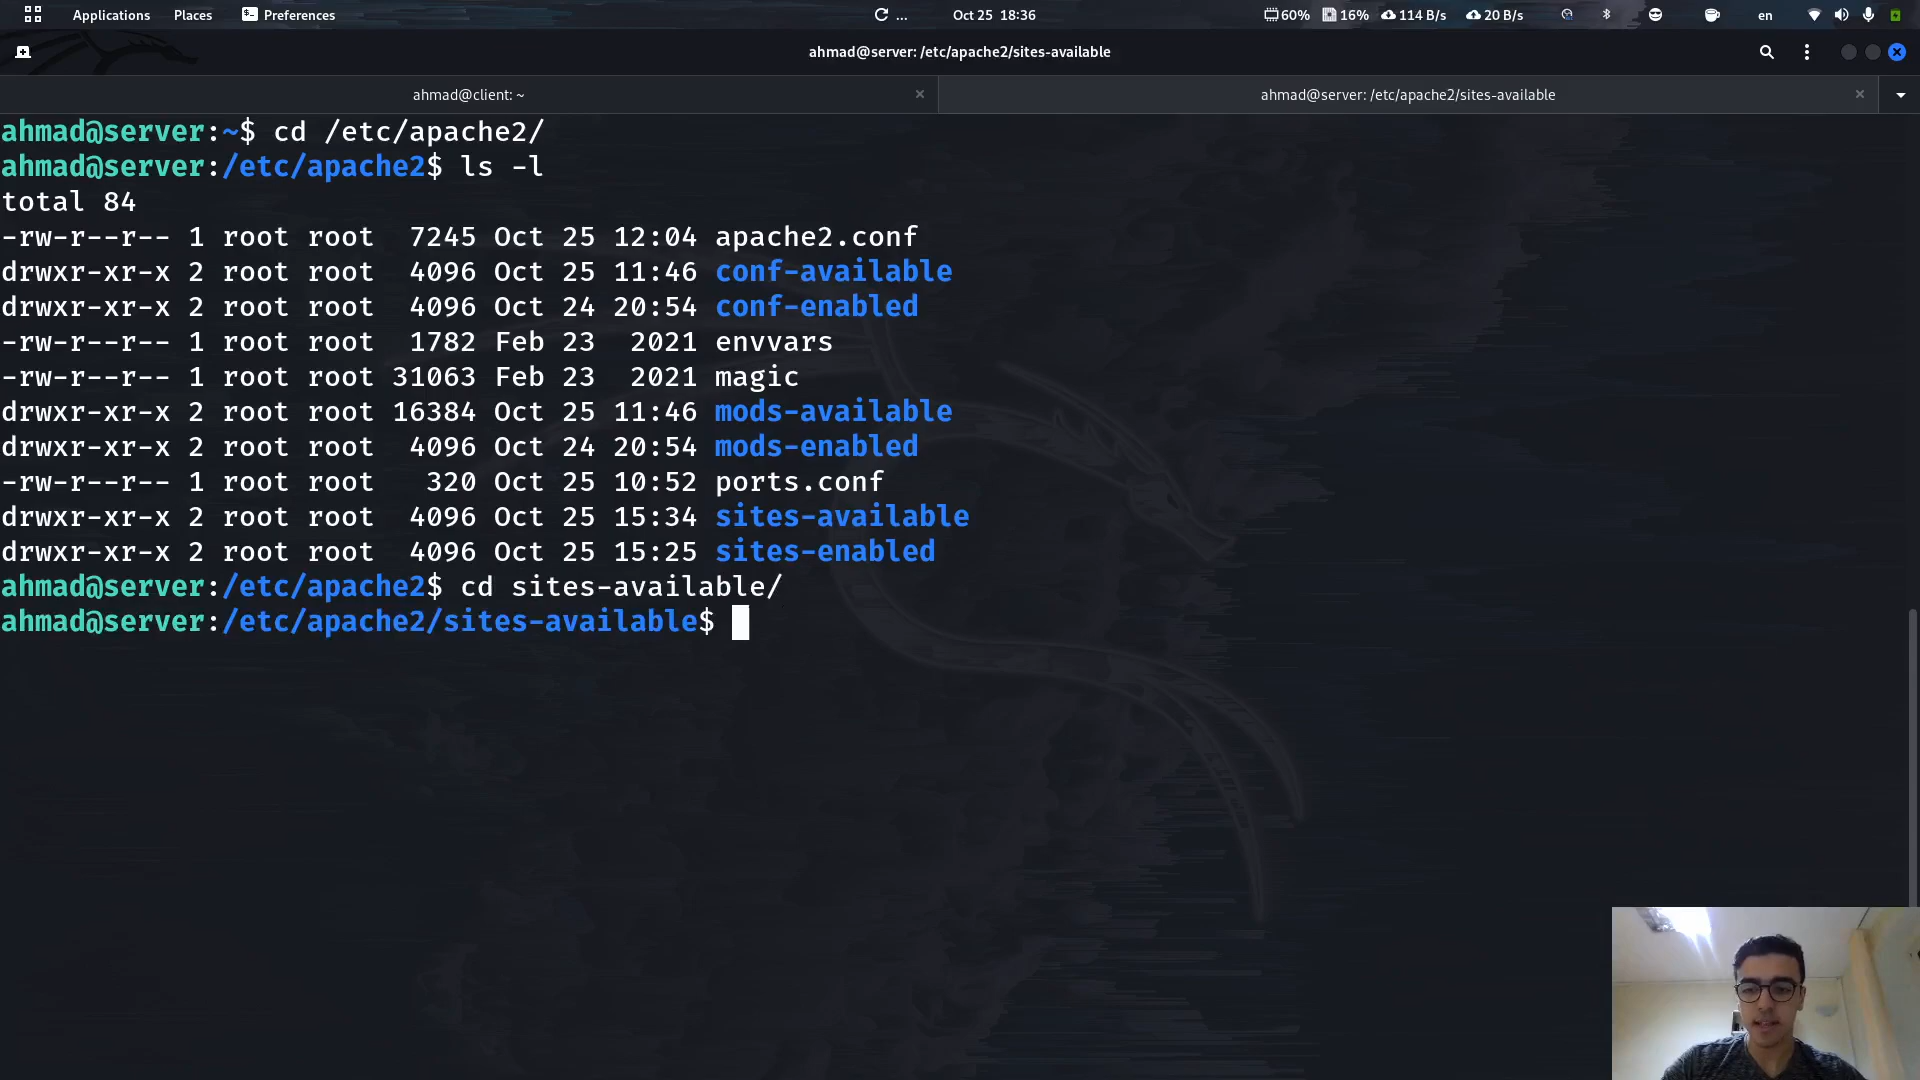 Applications Places Preferences ... Oct 25 18:36 60% 16% 114 B/s 20 B/s en
ahmad@server: /etc/apache2/sites-available
ahmad@client: ~ ahmad@server: /etc/apache2/sites-available
ahmad@server:~$ cd /etc/apache2/
ahmad@server:/etc/apache2$ ls -l
total 84
-rw-r--r-- 1 root root  7245 Oct 25 12:04 apache2.conf
drwxr-xr-x 2 root root  4096 Oct 25 11:46 conf-available
drwxr-xr-x 2 root root  4096 Oct 24 20:54 conf-enabled
-rw-r--r-- 1 root root  1782 Feb 23  2021 envvars
-rw-r--r-- 1 root root 31063 Feb 23  2021 magic
drwxr-xr-x 2 root root 16384 Oct 25 11:46 mods-available
drwxr-xr-x 2 root root  4096 Oct 24 20:54 mods-enabled
-rw-r--r-- 1 root root   320 Oct 25 10:52 ports.conf
drwxr-xr-x 2 root root  4096 Oct 25 15:34 sites-available
drwxr-xr-x 2 root root  4096 Oct 25 15:25 sites-enabled
ahmad@server:/etc/apache2$ cd sites-available/
ahmad@server:/etc/apache2/sites-available$